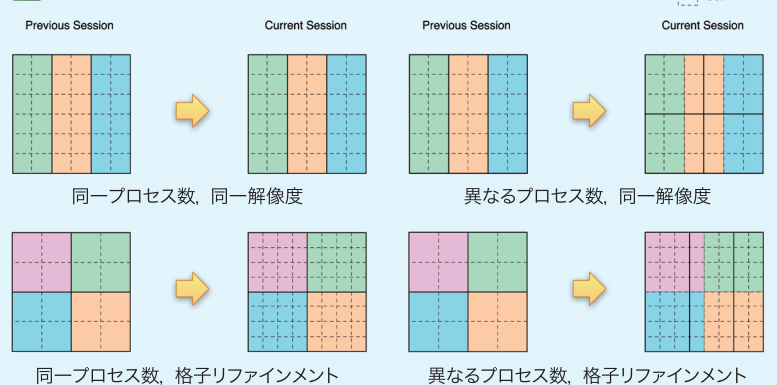 Previous Session
Current Session
Previous Session
Current Session
同一プロセス数，同一解像度
異なるプロセス数，同一解像度
同一プロセス数，格子リファインメント
異なるプロセス数，格子リファインメント